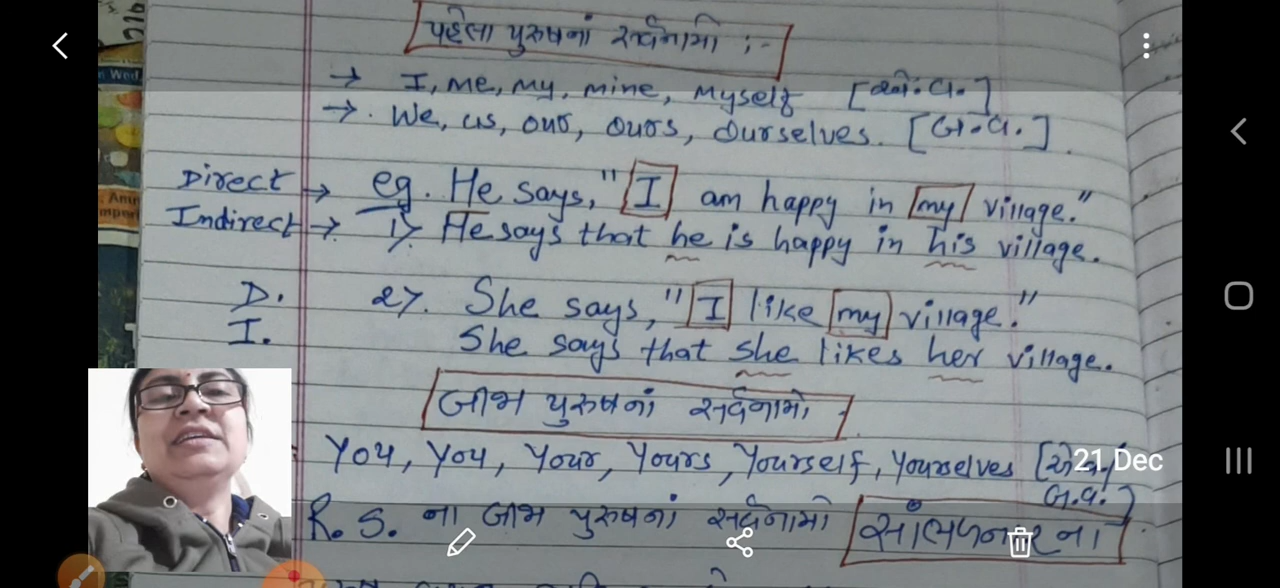 પહેલા પુરુષનાં સર્વનામો :-
→ I, me, my, mine, myself [એ.વ.]
→ We, us, our, ours, ourselves. [બ.વ.]
Direct → eg. He says, "I am happy in my village."
Indirect → 1). He says that he is happy in his village.
D. 2). She says, "I like my village."
I. She says that she likes her village.
બીજા પુરુષનાં સર્વનામો -
You, You, Your, Yours, Yourself, Yourselves [એ.વ.
21 Dec
બ.વ.]
R. S. ના બીજા પુરુષનાં સર્વનામો સાંભળનારના